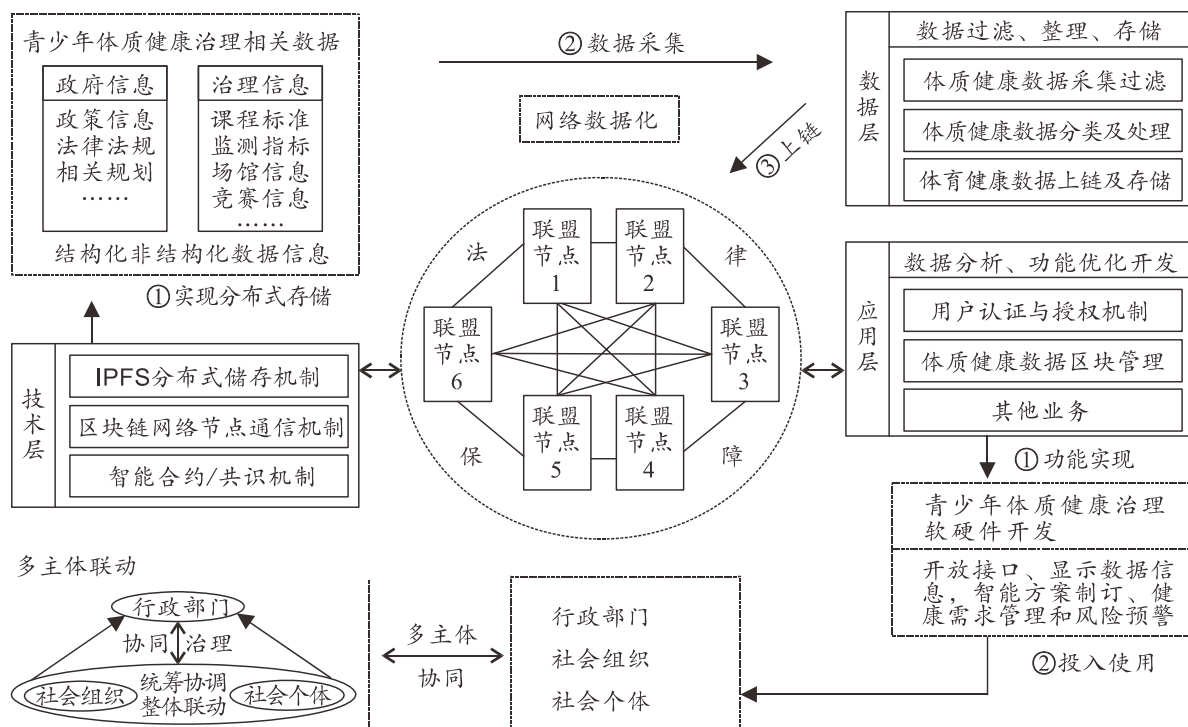 青少年体质健康治理相关数据
政府信息
政策信息
法律法规
相关规划
……
治理信息
课程标准
监测指标
场馆信息
竞赛信息
……
结构化非结构化数据信息
②数据采集
网络数据化
③上链
数据层
数据过滤、整理、存储
体质健康数据采集过滤
体质健康数据分类及处理
体育健康数据上链及存储
①实现分布式存储
技术层
IPFS分布式储存机制
区块链网络节点通信机制
智能合约/共识机制
法
律
保
障
联盟
节点
1
联盟
节点
2
联盟
节点
6
联盟
节点
3
联盟
节点
5
联盟
节点
4
应用层
数据分析、功能优化开发
用户认证与授权机制
体质健康数据区块管理
其他业务
①功能实现
青少年体质健康治理
软硬件开发
开放接口、显示数据信
息，智能方案制订、健
康需求管理和风险预警
②投入使用
多主体联动
行政部门
协同 治理
社会组织
统筹协调
整体联动
社会个体
多主体
协同
行政部门
社会组织
社会个体